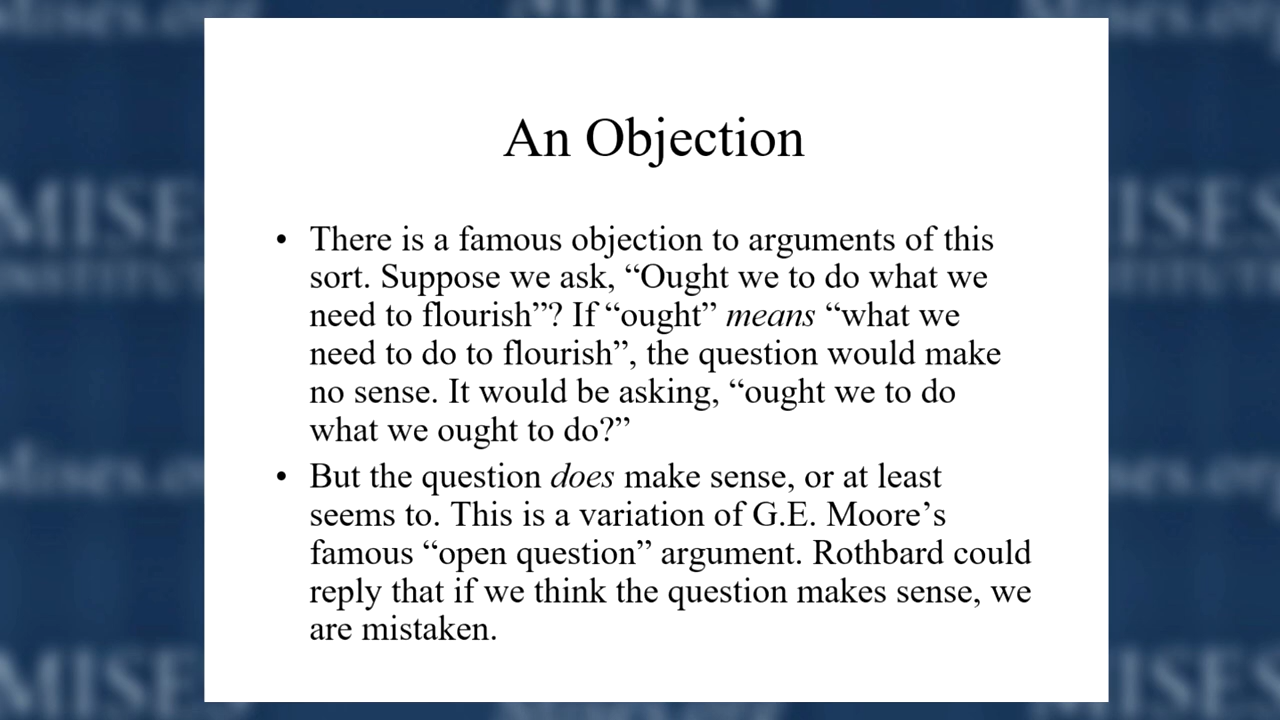 An Objection
• There is a famous objection to arguments of this
sort. Suppose we ask, “Ought we to do what we
need to flourish”? If “ought” means “what we
need to do to flourish”, the question would make
no sense. It would be asking, “ought we to do
what we ought to do?”
• But the question does make sense, or at least
seems to. This is a variation of G.E. Moore’s
famous “open question” argument. Rothbard could
reply that if we think the question makes sense, we
are mistaken.